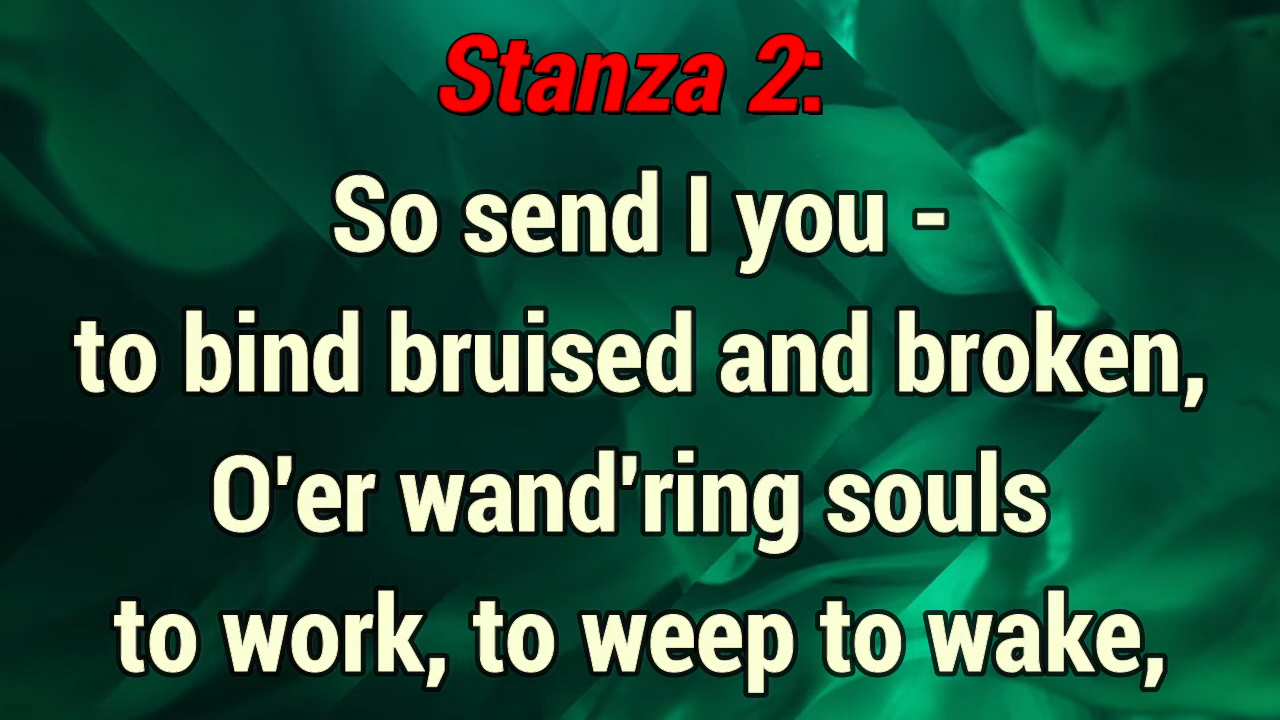 Stanza 2:
So send I you -
to bind bruised and broken,
O'er wand'ring souls
to work, to weep to wake,